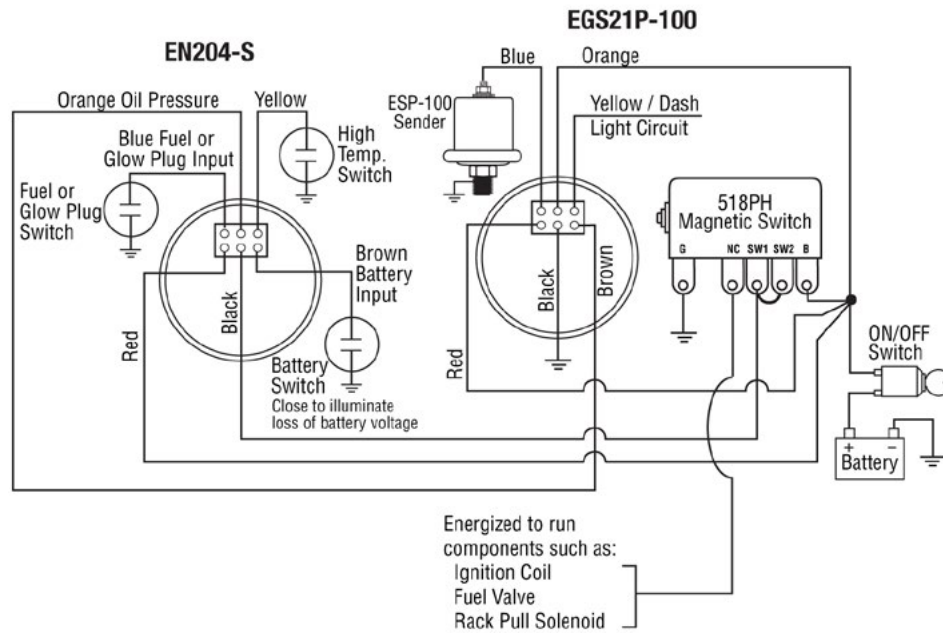 EGS21P-100
EN204-S
Blue
Orange
Orange Oil Pressure
Yellow
ESP-100
Sender
Yellow / Dash
Light Circuit
Blue Fuel or
Glow Plug Input
High
Temp.
Switch
Fuel or
Glow Plug
Switch
518PH
Magnetic Switch
G
NC
SW1
SW2
B
Brown
Battery
Input
Red
Black
Battery
Switch
Close to illuminate
loss of battery voltage
Red
Black
Brown
ON/OFF
Switch
+
−
Battery
Energized to run
components such as:
Ignition Coil
Fuel Valve
Rack Pull Solenoid